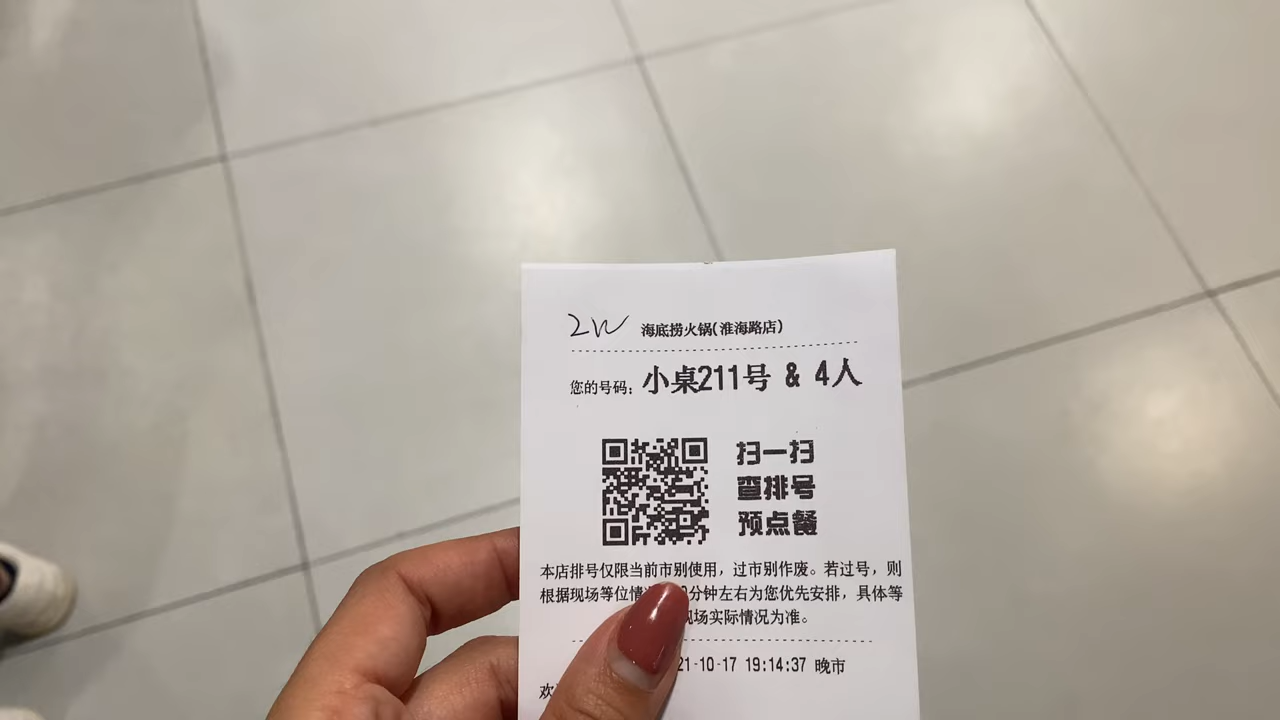 2W 海底捞火锅(淮海路店)
您的号码: 小桌211号 & 4人
扫一扫
查排号
预点餐
本店排号仅限当前市别使用，过市别作废。若过号，则
根据现场等位情 分钟左右为您优先安排，具体等
现场实际情况为准。
21-10-17 19:14:37 晚市
欢